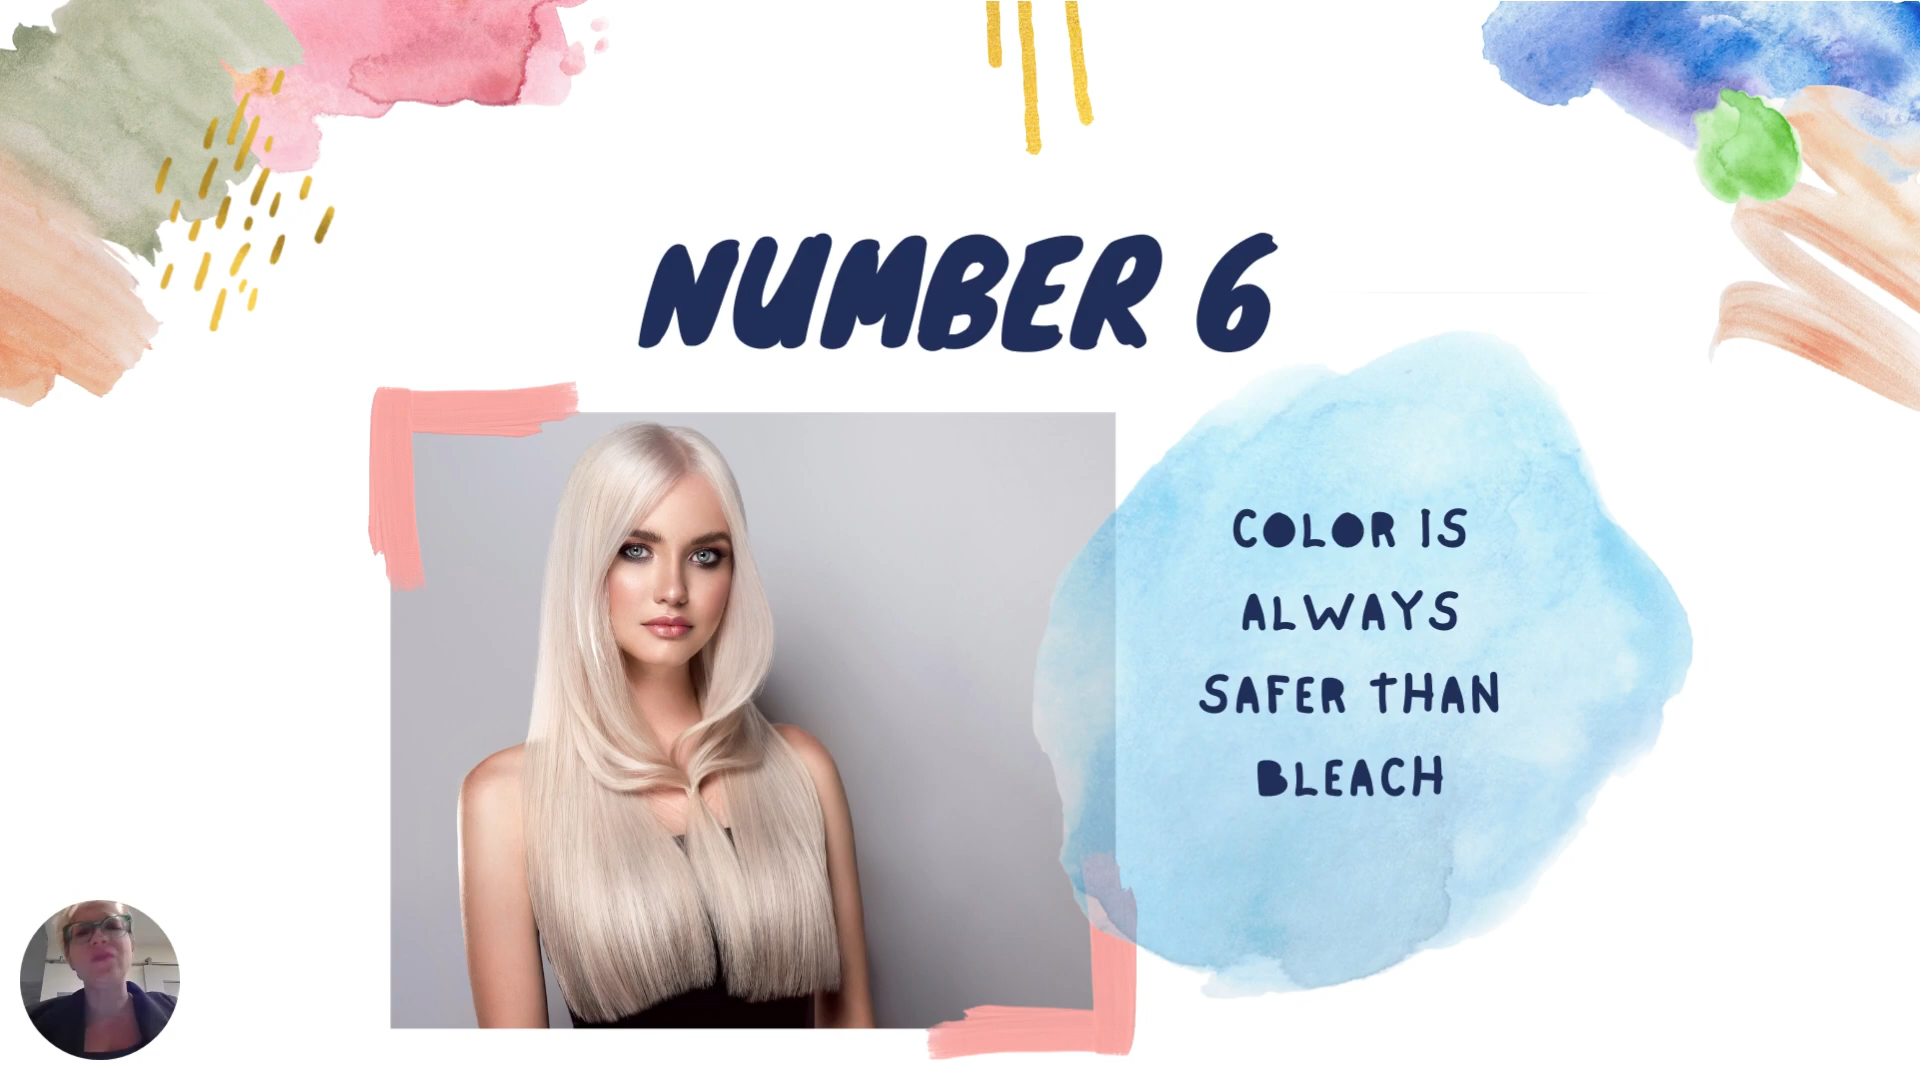 NUMBER 6
COLOR IS
ALWAYS
SAFER THAN
BLEACH